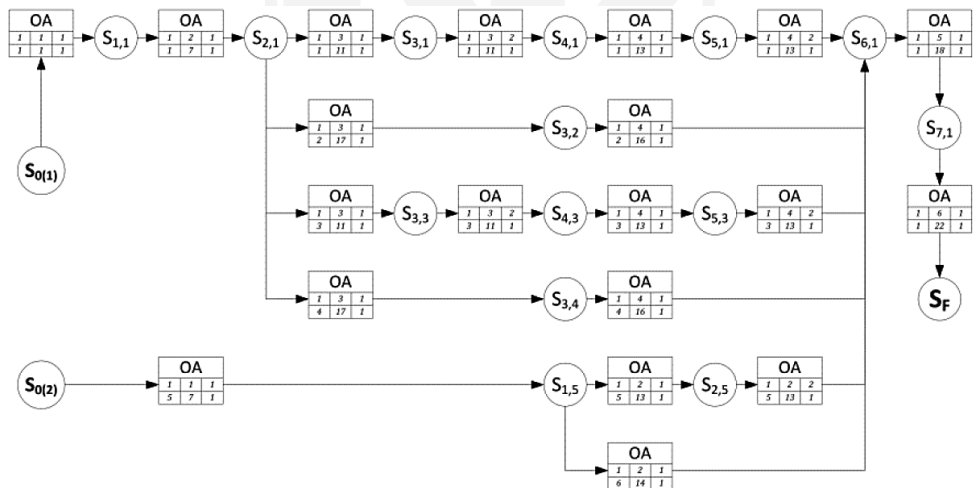 OA
1 1 1
1 1 1
S1,1
OA
1 2 1
1 7 1
S2,1
OA
1 3 1
1 11 1
S3,1
OA
1 3 2
1 11 1
S4,1
OA
1 4 1
1 13 1
S5,1
OA
1 4 2
1 13 1
S6,1
OA
1 5 1
1 18 1
OA
1 3 1
2 17 1
S3,2
OA
1 4 1
2 16 1
S7,1
S0(1)
OA
1 3 1
3 11 1
S3,3
OA
1 3 2
3 11 1
S4,3
OA
1 4 1
3 13 1
S5,3
OA
1 4 2
3 13 1
OA
1 6 1
1 22 1
OA
1 3 1
4 17 1
S3,4
OA
1 4 1
4 16 1
SF
S0(2)
OA
1 1 1
5 7 1
S1,5
OA
1 2 1
5 13 1
S2,5
OA
1 2 2
5 13 1
OA
1 2 1
6 14 1